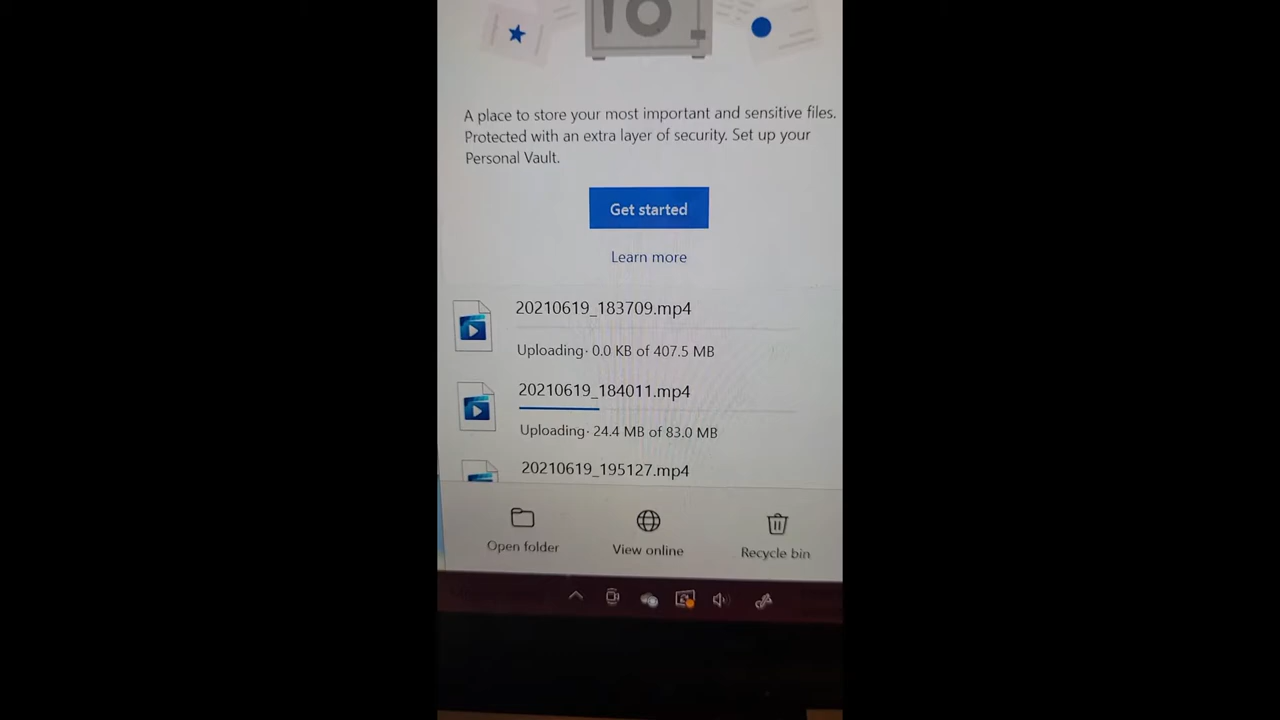 A place to store your most important and sensitive files.
Protected with an extra layer of security. Set up your
Personal Vault.
Get started
Learn more
20210619_183709.mp4
Uploading· 0.0 KB of 407.5 MB
20210619_184011.mp4
Uploading· 24.4 MB of 83.0 MB
20210619_195127.mp4
Open folder
View online
Recycle bin